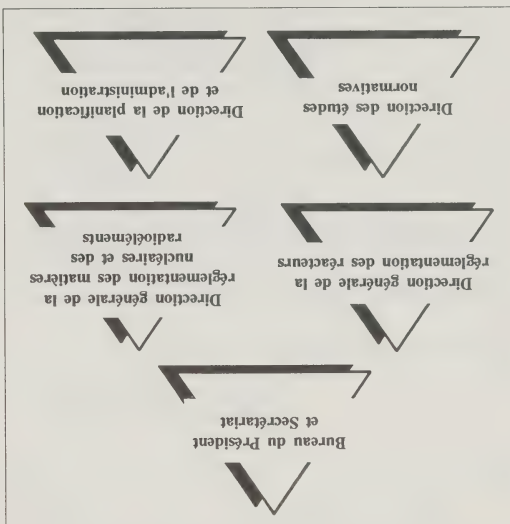 Bureau du Président
et Secrétariat
Direction générale de la
réglementation des réacteurs
Direction générale de la
réglementation des matières
nucléaires et des
radioéléments
Direction des études
normatives
Direction de la planification
et de l'administration